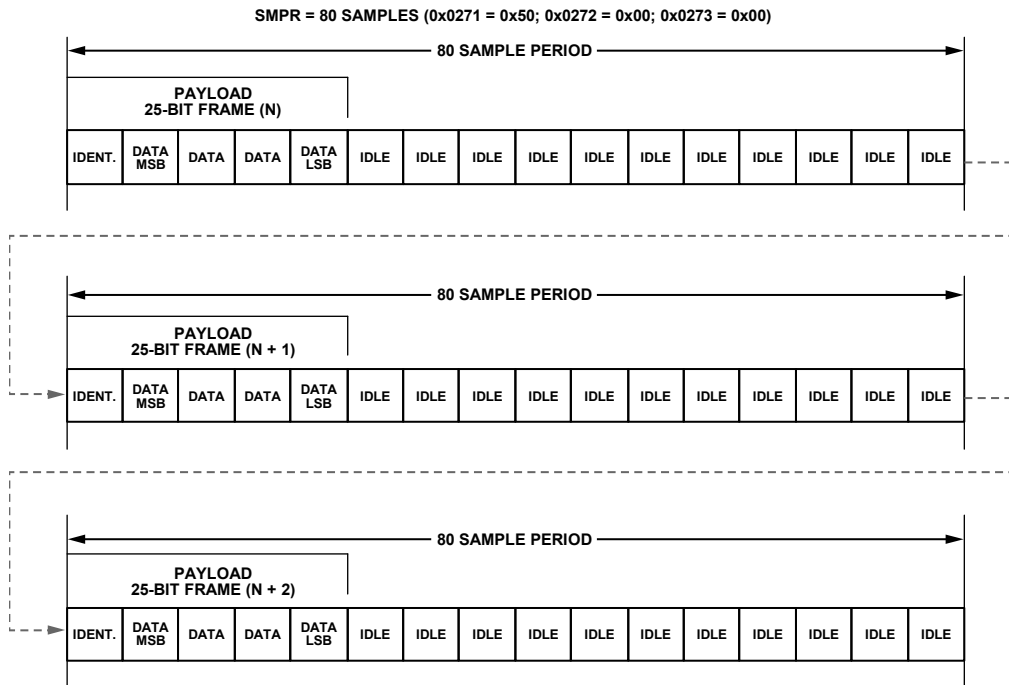 SMPR = 80 SAMPLES (0x0271 = 0x50; 0x0272 = 0x00; 0x0273 = 0x00)
80 SAMPLE PERIOD
PAYLOAD
25-BIT FRAME (N)
IDENT. DATA MSB DATA DATA DATA LSB IDLE IDLE IDLE IDLE IDLE IDLE IDLE IDLE IDLE IDLE IDLE
80 SAMPLE PERIOD
PAYLOAD
25-BIT FRAME (N + 1)
IDENT. DATA MSB DATA DATA DATA LSB IDLE IDLE IDLE IDLE IDLE IDLE IDLE IDLE IDLE IDLE IDLE
80 SAMPLE PERIOD
PAYLOAD
25-BIT FRAME (N + 2)
IDENT. DATA MSB DATA DATA DATA LSB IDLE IDLE IDLE IDLE IDLE IDLE IDLE IDLE IDLE IDLE IDLE